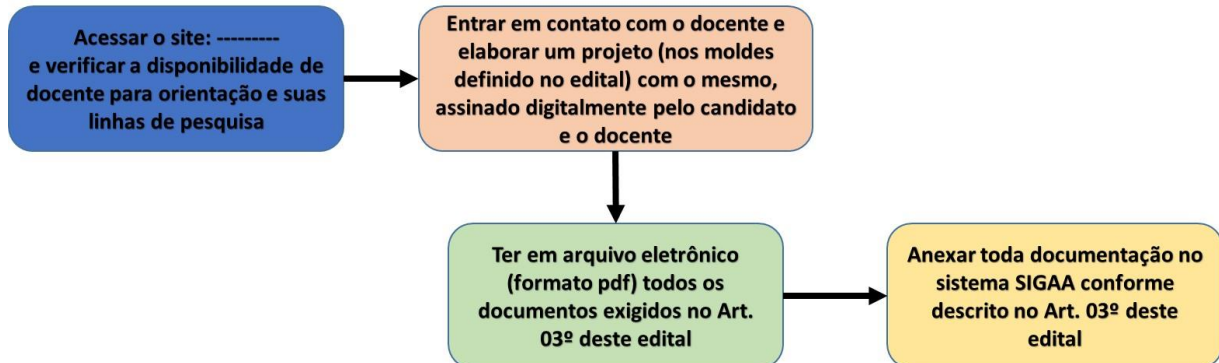 Acessar o site: ---------
e verificar a disponibilidade de
docente para orientação e suas
linhas de pesquisa
Entrar em contato com o docente e
elaborar um projeto (nos moldes
definido no edital) com o mesmo,
assinado digitalmente pelo candidato
e o docente
Ter em arquivo eletrônico
(formato pdf) todos os
documentos exigidos no Art.
03º deste edital
Anexar toda documentação no
sistema SIGAA conforme
descrito no Art. 03º deste
edital